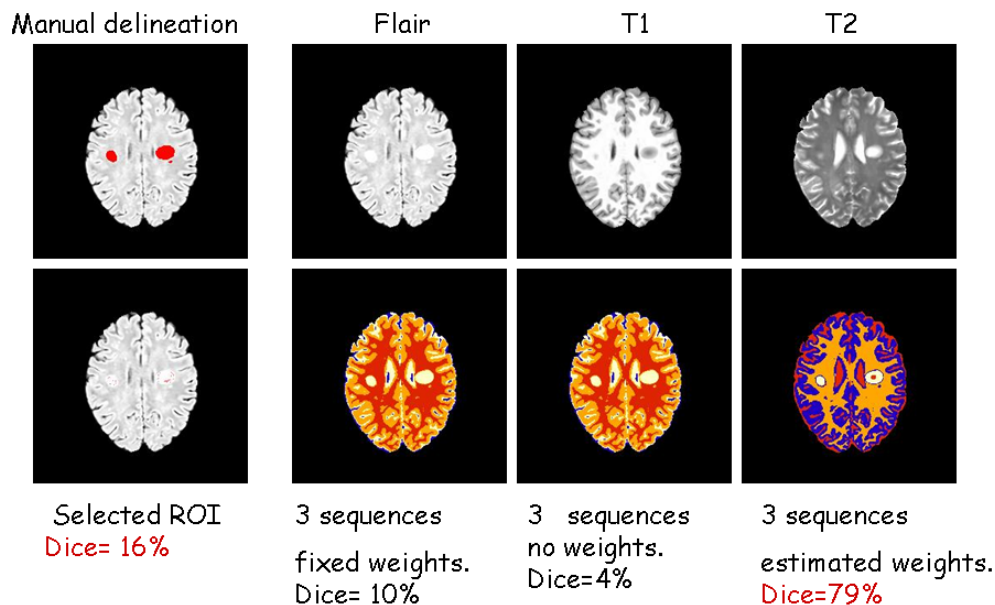 Manual delineation
Flair
T1
T2
Selected ROI
Dice= 16%
3 sequences
fixed weights.
Dice= 10%
3 sequences
no weights.
Dice=4%
3 sequences
estimated weights.
Dice=79%